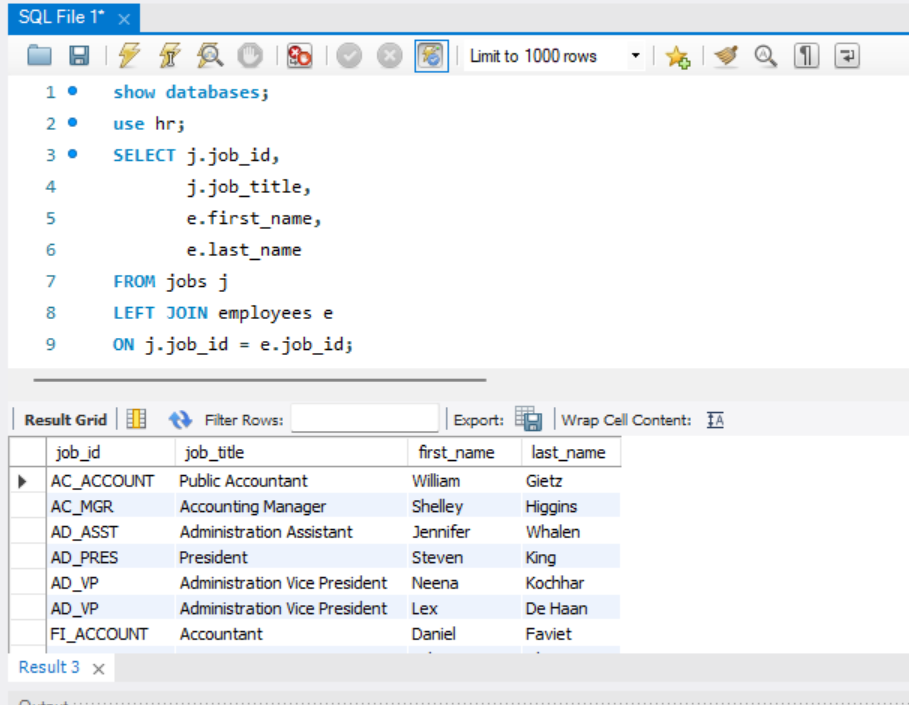 SQL File 1*
Limit to 1000 rows
1 show databases;
2 use hr;
3 SELECT j.job_id,
4 j.job_title,
5 e.first_name,
6 e.last_name
7 FROM jobs j
8 LEFT JOIN employees e
9 ON j.job_id = e.job_id;
Result Grid Filter Rows: Export: Wrap Cell Content:
job_id job_title first_name last_name
AC_ACCOUNT Public Accountant William Gietz
AC_MGR Accounting Manager Shelley Higgins
AD_ASST Administration Assistant Jennifer Whalen
AD_PRES President Steven King
AD_VP Administration Vice President Neena Kochhar
AD_VP Administration Vice President Lex De Haan
FI_ACCOUNT Accountant Daniel Faviet
Result 3
Output